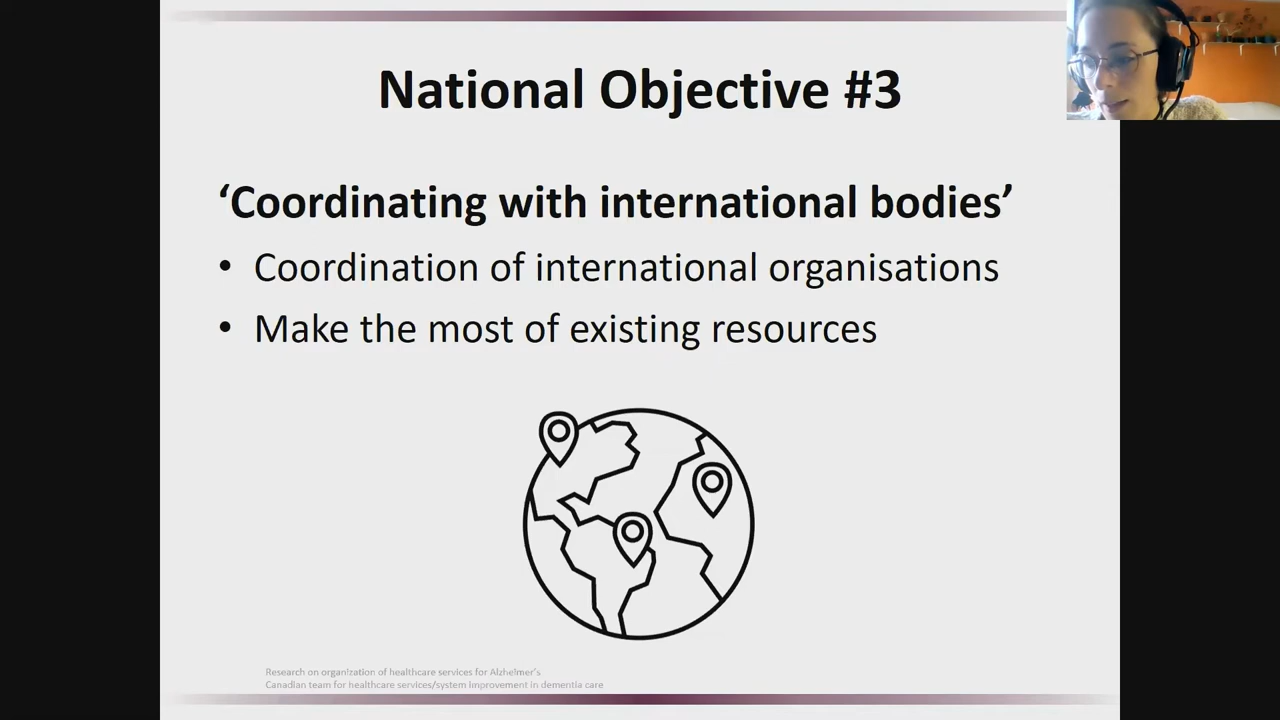 National Objective #3
‘Coordinating with international bodies’
• Coordination of international organisations
• Make the most of existing resources
Research on organization of healthcare services for Alzheimer's
Canadian team for healthcare services/system improvement in dementia care